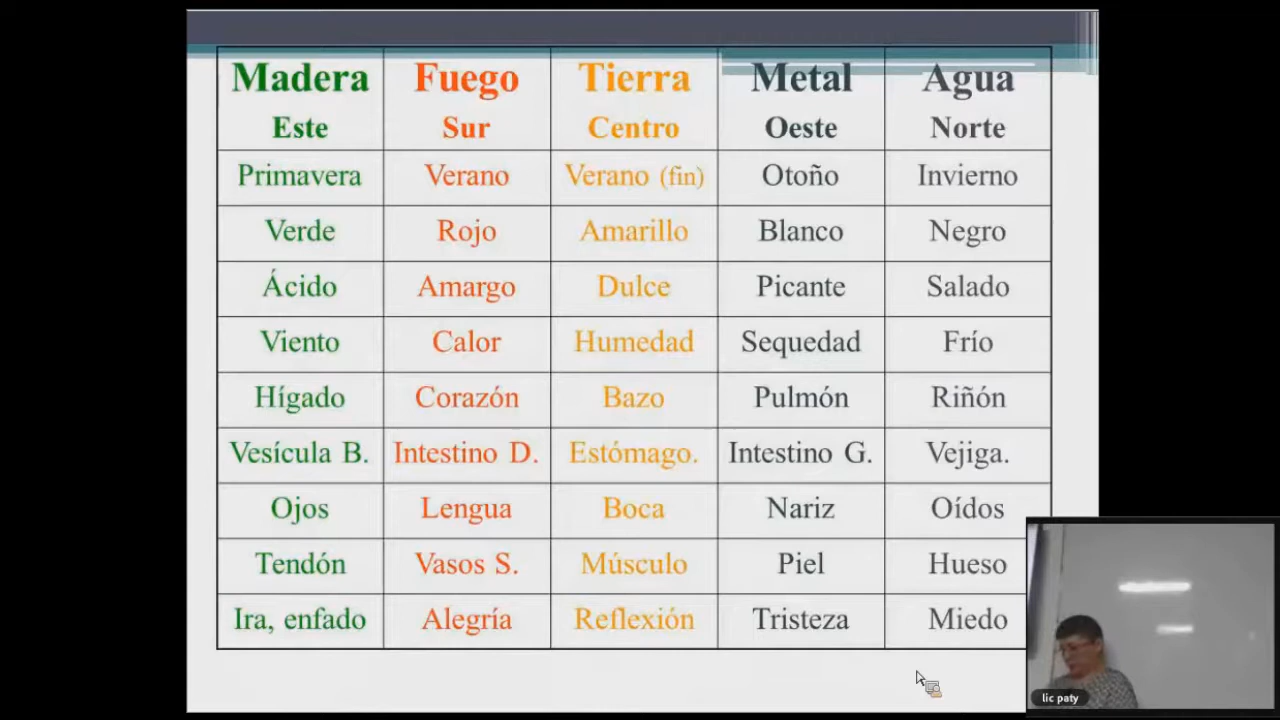 Madera Fuego Tierra Metal Agua
Este Sur Centro Oeste Norte
Primavera Verano Verano (fin) Otoño Invierno
Verde Rojo Amarillo Blanco Negro
Ácido Amargo Dulce Picante Salado
Viento Calor Humedad Sequedad Frío
Hígado Corazón Bazo Pulmón Riñón
Vesícula B. Intestino D. Estómago. Intestino G. Vejiga.
Ojos Lengua Boca Nariz Oídos
Tendón Vasos S. Músculo Piel Hueso
Ira, enfado Alegría Reflexión Tristeza Miedo
lic paty